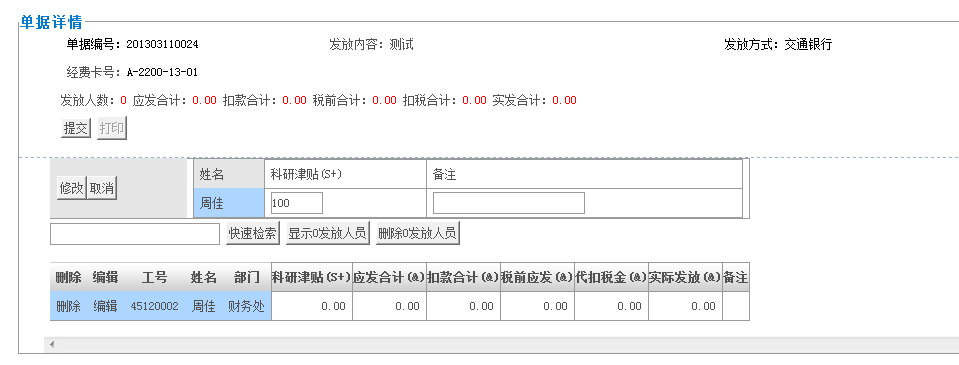 单据详情
单据编号：201303110024 发放内容：测试 发放方式：交通银行
经费卡号：A-2200-13-01
发放人数：0 应发合计：0.00 扣款合计：0.00 税前合计：0.00 扣税合计：0.00 实发合计：0.00
提交 打印
修改 取消
姓名 科研津贴(S+) 备注
周佳 100
快速检索 显示0发放人员 删除0发放人员
删除 编辑 工号 姓名 部门 科研津贴(S+) 应发合计(&) 扣款合计(&) 税前应发(&) 代扣税金(&) 实际发放(&) 备注
删除 编辑 45120002 周佳 财务处 0.00 0.00 0.00 0.00 0.00 0.00